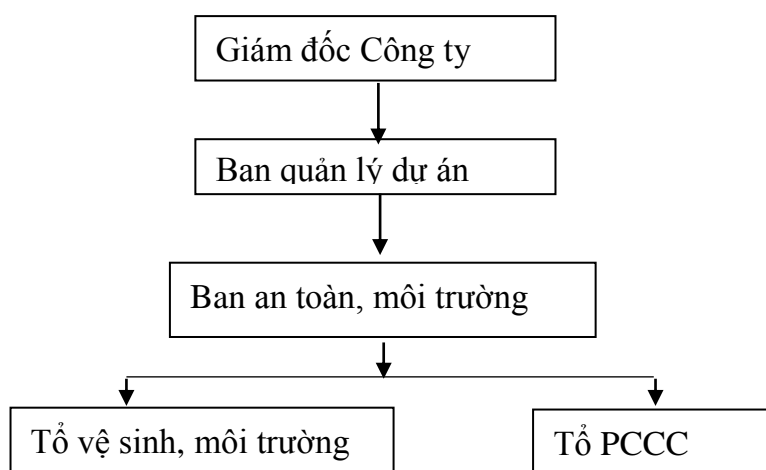 Giám đốc Công ty
Ban quản lý dự án
Ban an toàn, môi trường
Tổ vệ sinh, môi trường
Tổ PCCC